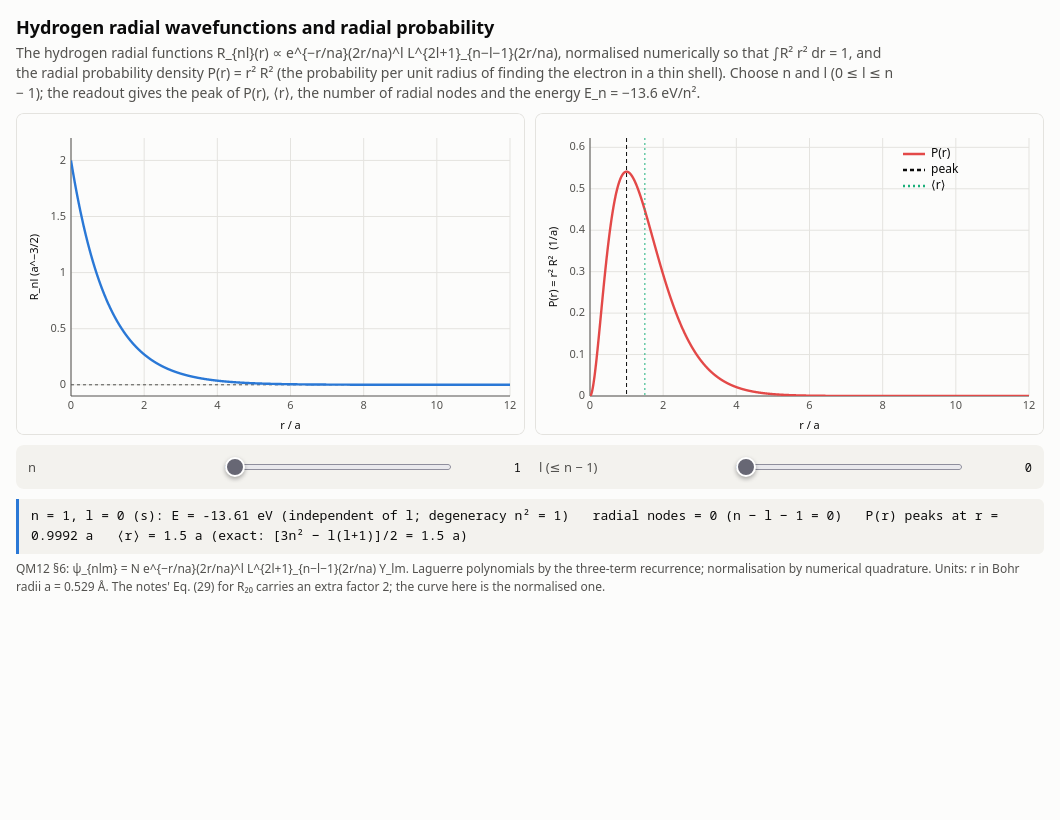 Hydrogen radial wavefunctions and radial probability
The hydrogen radial functions R_{nl}(r) ∝ e^{−r/na}(2r/na)^l L^{2l+1}_{n−l−1}(2r/na), normalised numerically so that ∫R² r² dr = 1, and
the radial probability density P(r) = r² R² (the probability per unit radius of finding the electron in a thin shell). Choose n and l (0 ≤ l ≤ n
− 1); the readout gives the peak of P(r), ⟨r⟩, the number of radial nodes and the energy E_n = −13.6 eV/n².
2
1.5
1
0.5
0
0 2 4 6 8 10 12
R_nl (a^−3/2)
r / a
0.6
0.5
0.4
0.3
0.2
0.1
0
0 2 4 6 8 10 12
P(r) = r² R² (1/a)
r / a
P(r)
peak
⟨r⟩
n 1 l (≤ n − 1) 0
n = 1, l = 0 (s): E = -13.61 eV (independent of l; degeneracy n² = 1) radial nodes = 0 (n − l − 1 = 0) P(r) peaks at r =
0.9992 a ⟨r⟩ = 1.5 a (exact: [3n² − l(l+1)]/2 = 1.5 a)
QM12 §6: ψ_{nlm} = N e^{−r/na}(2r/na)^l L^{2l+1}_{n−l−1}(2r/na) Y_lm. Laguerre polynomials by the three-term recurrence; normalisation by numerical quadrature. Units: r in Bohr
radii a = 0.529 Å. The notes' Eq. (29) for R₂₀ carries an extra factor 2; the curve here is the normalised one.